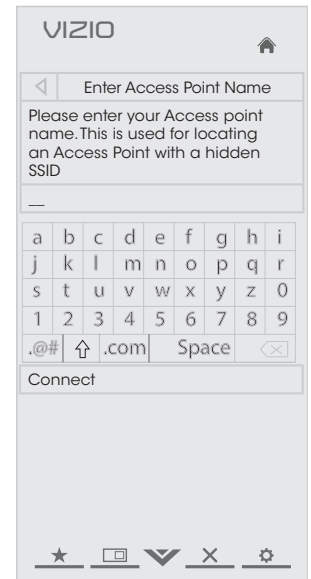 VIZIO
Enter Access Point Name
Please enter your Access point
name. This is used for locating
an Access Point with a hidden
SSID
__
a b c d e f g h i
j k l m n o p q r
s t u v w x y z 0
1 2 3 4 5 6 7 8 9
.@# .com Space
Connect